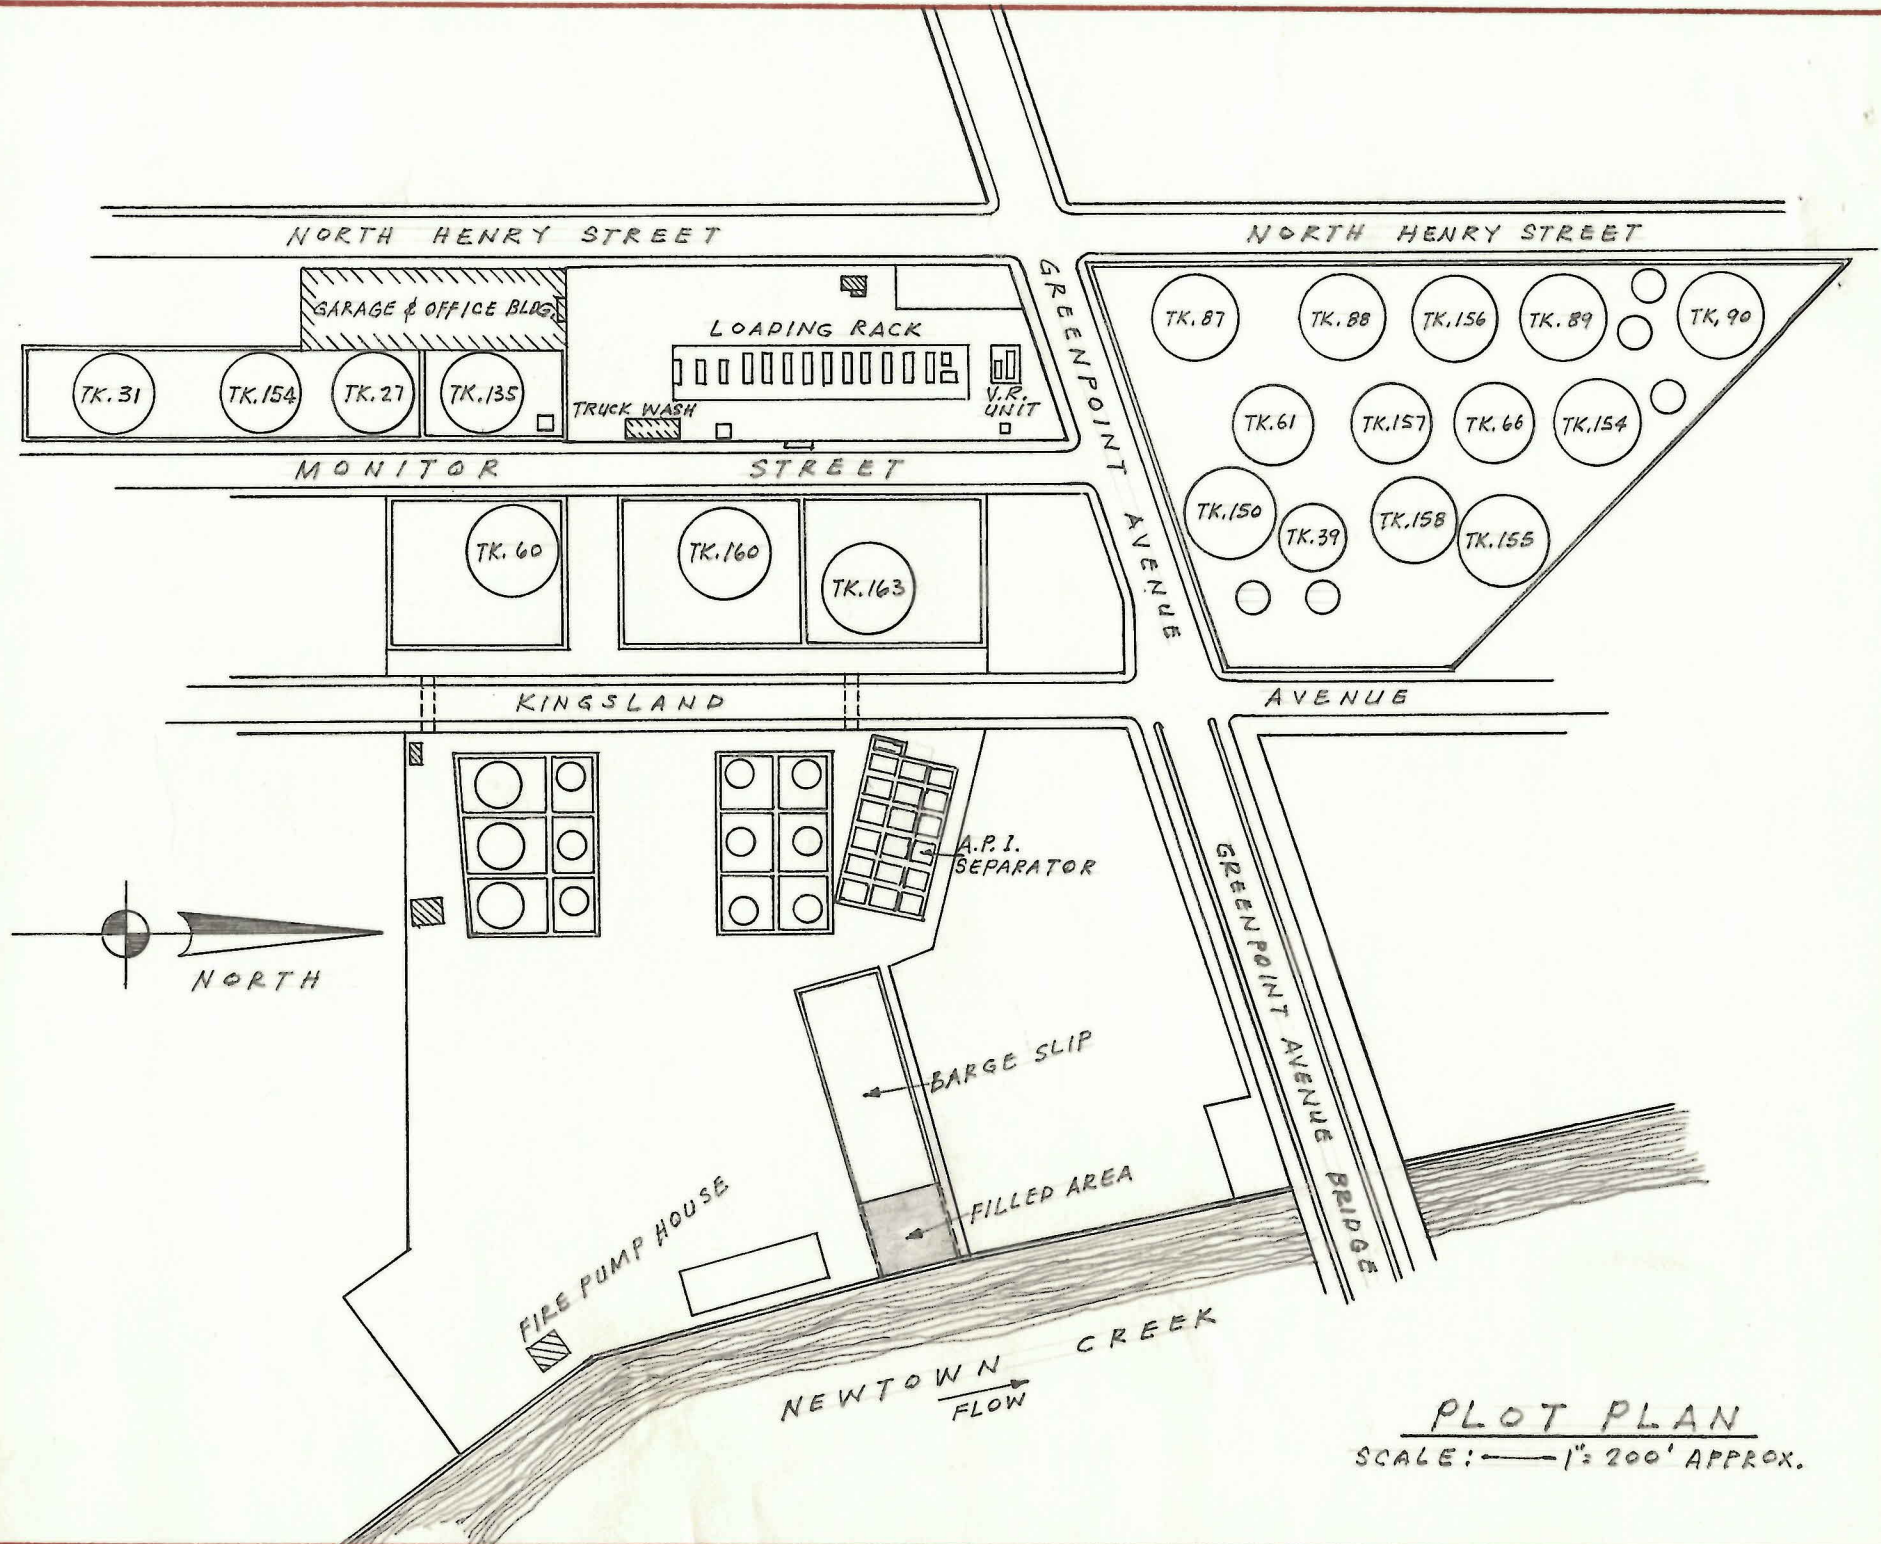 NORTH HENRY STREET
NORTH HENRY STREET
GREENPOINT AVENUE
GARAGE & OFFICE BLDG.
LOADING RACK
TK. 87
TK. 88
TK. 156
TK. 89
TK, 90
TK. 31
TK. 154
TK. 27
TK. 135
TRUCK WASH
V.R.
UNIT
TK. 61
TK. 157
TK. 66
TK. 154
MONITOR STREET
TK. 150
TK. 39
TK. 158
TK. 155
TK. 60
TK. 160
TK. 163
KINGSLAND AVENUE
A.P.I.
SEPARATOR
GREENPOINT AVENUE BRIDGE
NORTH
BARGE SLIP
FILLED AREA
FIRE PUMP HOUSE
NEWTOWN CREEK
FLOW
PLOT PLAN
SCALE: 1"= 200' APPROX.